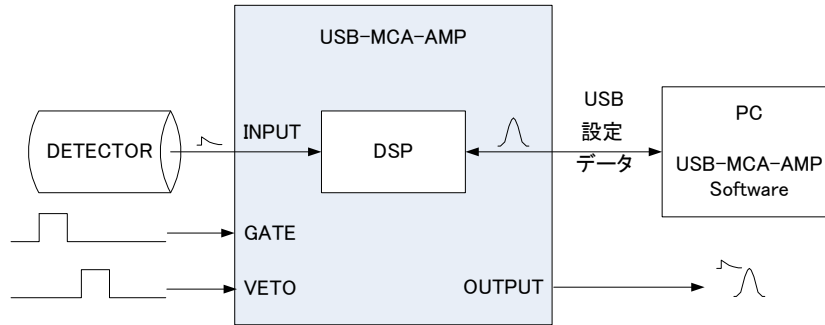 USB-MCA-AMP
DETECTOR
INPUT
DSP
USB
設定
データ
PC
USB-MCA-AMP
Software
GATE
VETO
OUTPUT